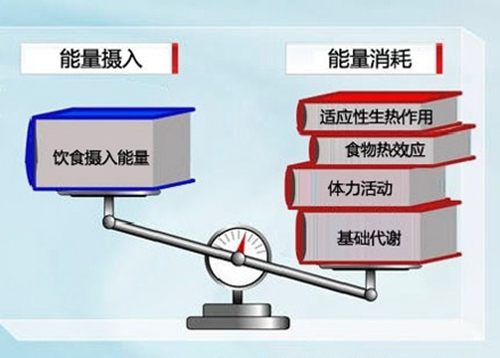 能量摄入
能量消耗
饮食摄入能量
适应性生热作用
食物热效应
体力活动
基础代谢